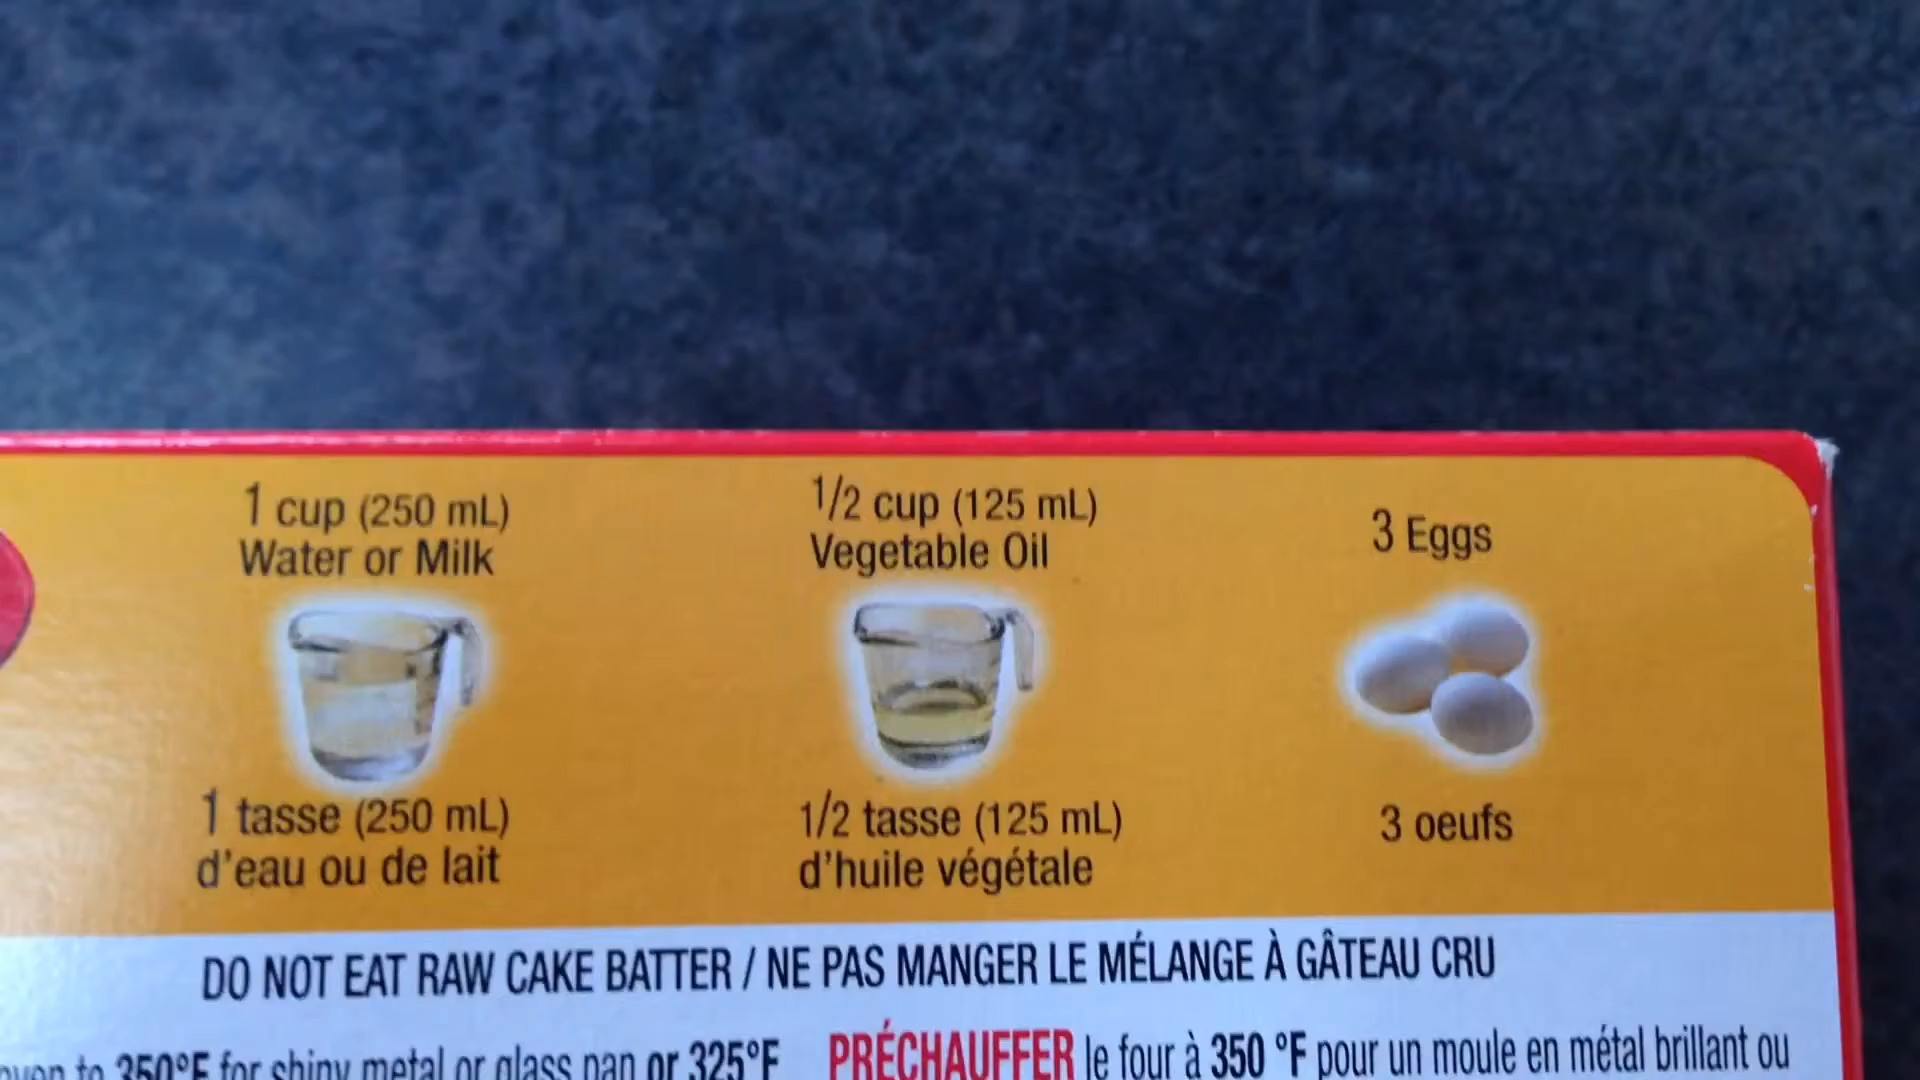 1 cup (250 mL)
Water or Milk
1/2 cup (125 mL)
Vegetable Oil
3 Eggs
1 tasse (250 mL)
d'eau ou de lait
1/2 tasse (125 mL)
d'huile végétale
3 oeufs
DO NOT EAT RAW CAKE BATTER / NE PAS MANGER LE MÉLANGE À GÂTEAU CRU
to 350°F for shiny metal or glass pan or 325°F
PRÉCHAUFFER le four à 350 °F pour un moule en métal brillant ou